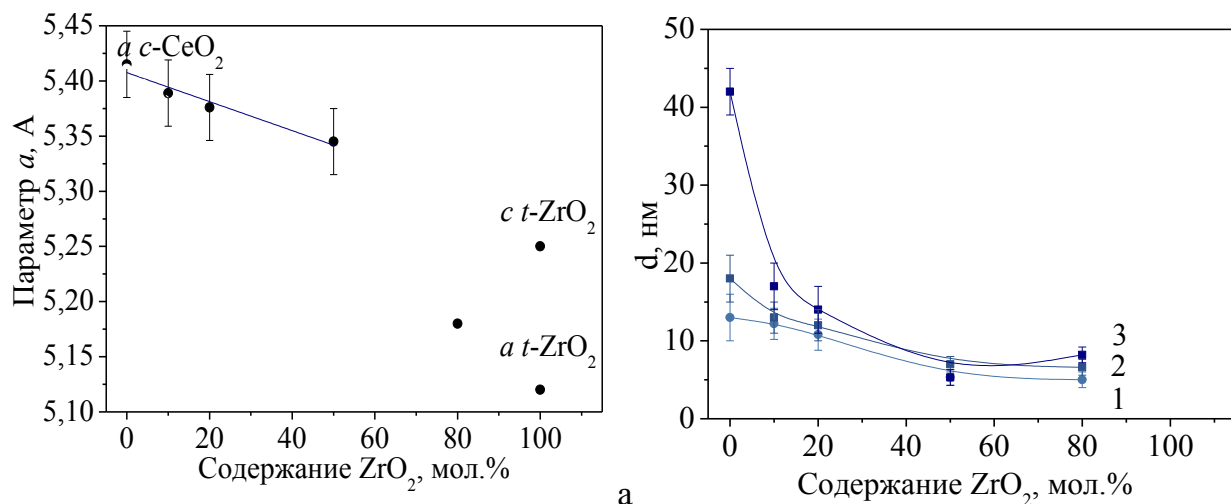 5,45
5,40
5,35
5,30
5,25
5,20
5,15
5,10
Параметр a, А
a c-CeO2
c t-ZrO2
a t-ZrO2
0 20 40 60 80 100
Содержание ZrO2, мол.%
а
50
40
30
20
10
0
d, нм
3
2
1
0 20 40 60 80 100
Содержание ZrO2, мол.%